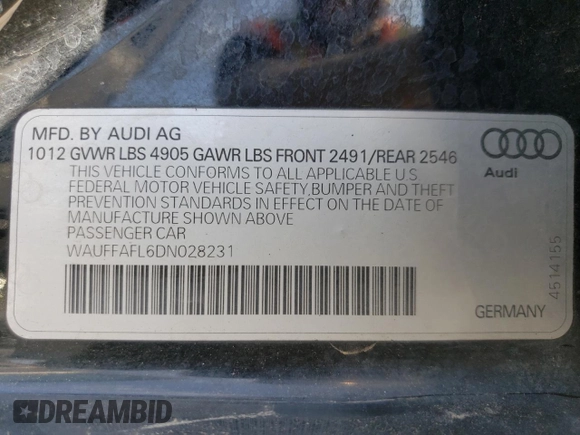 MFD. BY AUDI AG
1012 GVWR LBS 4905 GAWR LBS FRONT 2491/REAR 2546
THIS VEHICLE CONFORMS TO ALL APPLICABLE U S
FEDERAL MOTOR VEHICLE SAFETY,BUMPER AND THEFT
PREVENTION STANDARDS IN EFFECT ON THE DATE OF
MANUFACTURE SHOWN ABOVE
PASSENGER CAR
WAUFFAFL6DN028231
Audi
4514155
GERMANY
DREAMBID